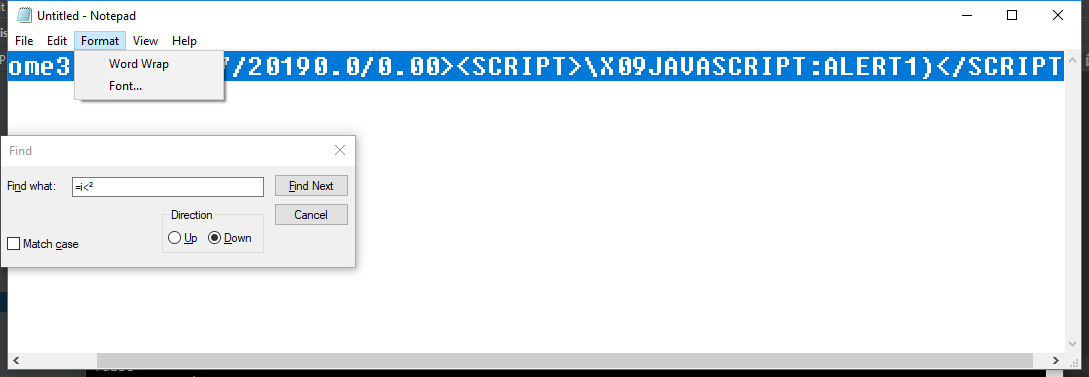 Untitled - Notepad
File Edit Format View Help
ome3 7/20190.0/0.00><SCRIPT>\X09JAVASCRIPT:ALERT1)</SCRIPT
Word Wrap
Font...
Find
Find what: =i<² Find Next
Direction Cancel
Up Down
Match case